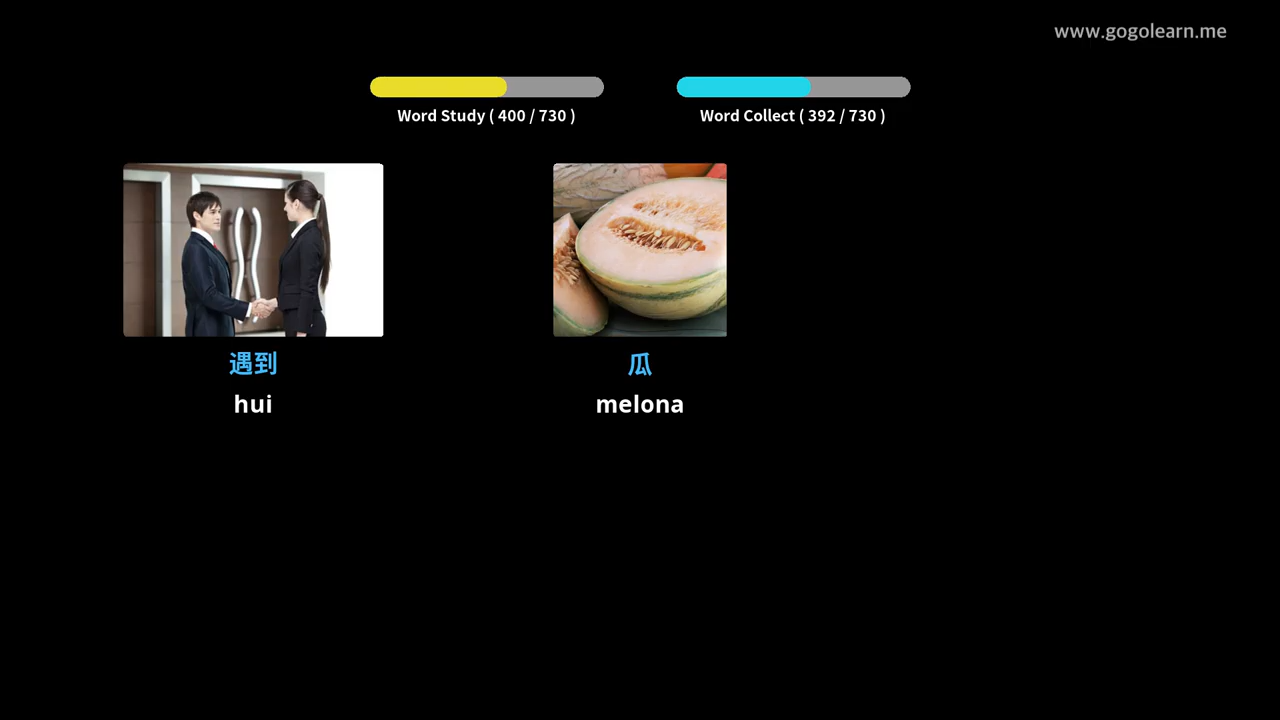 www.gogolearn.me
Word Study ( 400 / 730 )
Word Collect ( 392 / 730 )
遇到
hui
瓜
melona